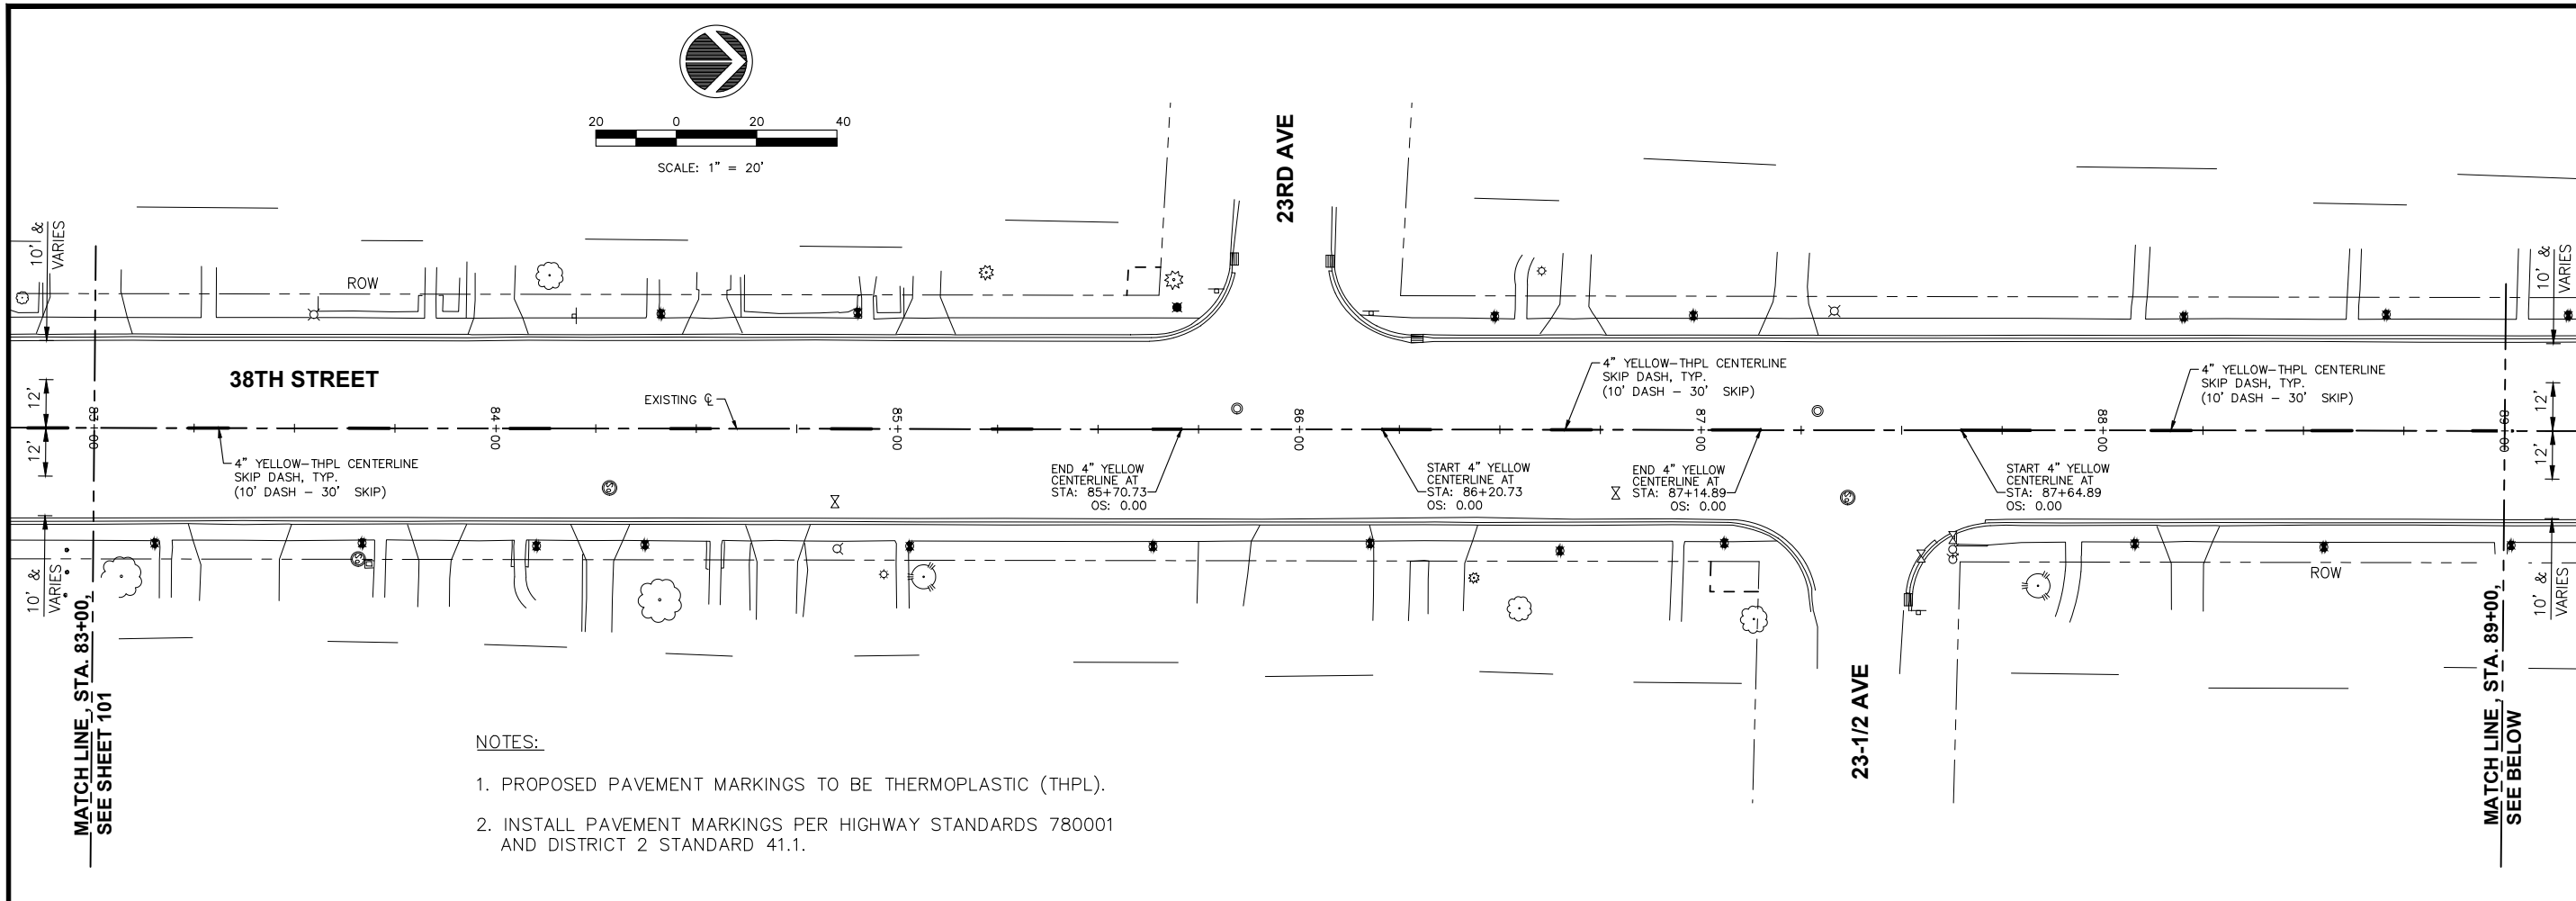 20 0 20 40
SCALE: 1" = 20'
23RD AVE
10' &
VARIES
ROW
10' &
VARIES
38TH STREET
12'
12'
83+00
84+00
85+00
86+00
87+00
88+00
89+00
EXISTING ℄
4" YELLOW-THPL CENTERLINE
SKIP DASH, TYP.
(10' DASH - 30' SKIP)
4" YELLOW-THPL CENTERLINE
SKIP DASH, TYP.
(10' DASH - 30' SKIP)
4" YELLOW-THPL CENTERLINE
SKIP DASH, TYP.
(10' DASH - 30' SKIP)
12'
12'
END 4" YELLOW
CENTERLINE AT
STA: 85+70.73
OS: 0.00
START 4" YELLOW
CENTERLINE AT
STA: 86+20.73
OS: 0.00
END 4" YELLOW
CENTERLINE AT
STA: 87+14.89
OS: 0.00
START 4" YELLOW
CENTERLINE AT
STA: 87+64.89
OS: 0.00
10' &
VARIES
ROW
10' &
VARIES
MATCH LINE, STA. 83+00,
SEE SHEET 101
23-1/2 AVE
MATCH LINE, STA. 89+00,
SEE BELOW
NOTES:
1. PROPOSED PAVEMENT MARKINGS TO BE THERMOPLASTIC (THPL).
2. INSTALL PAVEMENT MARKINGS PER HIGHWAY STANDARDS 780001
AND DISTRICT 2 STANDARD 41.1.